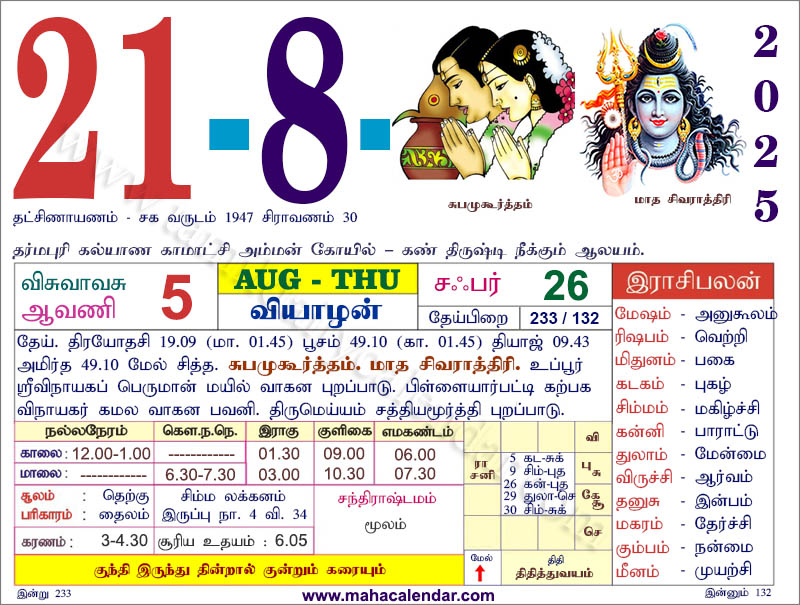 21-8-
2025
சுபமுகூர்த்தம்
மாத சிவராத்திரி
தட்சிணாயணம் - சக வருடம் 1947 சிராவணம் 30
தர்மபுரி கல்யாண காமாட்சி அம்மன் கோயில் – கண் திருஷ்டி நீக்கும் ஆலயம்.
விசுவாவசு
ஆவணி 5
AUG - THU
வியாழன்
சஃபர் 26
தேய்பிறை 233 / 132
தேய். திரயோதசி 19.09 (மா. 01.45) பூசம் 49.10 (கா. 01.45) தியாஜ் 09.43
அமிர்த 49.10 மேல் சித்த. சுபமுகூர்த்தம். மாத சிவராத்திரி. உப்பூர்
ஸ்ரீவிநாயகப் பெருமான் மயில் வாகன புறப்பாடு. பிள்ளையார்பட்டி கற்பக
விநாயகர் கமல வாகன பவனி. திருமெய்யம் சத்தியமூர்த்தி புறப்பாடு.
நல்லநேரம் கௌ.ந.நெ. இராகு குளிகை எமகண்டம்
காலை: 12.00-1.00 ------------ 01.30 09.00 06.00
மாலை: ------------ 6.30-7.30 03.00 10.30 07.30
சூலம் : தெற்கு
பரிகாரம் : தைலம்
சிம்ம லக்கனம்
இருப்பு நா. 4 வி. 34
சந்திராஷ்டமம்
மூலம்
கரணம் : 3-4.30 சூரிய உதயம் : 6.05
குந்தி இருந்து தின்றால் குன்றும் கரையும்
வி
ரா
சனி
5 கட-சுக்
9 சிம்-புத
26 கன்-புத
29 துலா-செ
30 சிம்-சுக்
பு
சு
கே
சூ
செ
மேல்
திதி
திதித்துவயம்
இராசிபலன்
மேஷம் - அனுகூலம்
ரிஷபம் - வெற்றி
மிதுனம் - பகை
கடகம் - புகழ்
சிம்மம் - மகிழ்ச்சி
கன்னி - பாராட்டு
துலாம் - மேன்மை
விருச்சி - ஆர்வம்
தனுசு - இன்பம்
மகரம் - தேர்ச்சி
கும்பம் - நன்மை
மீனம் - முயற்சி
இன்று 233
www.mahacalendar.com
இன்னும் 132